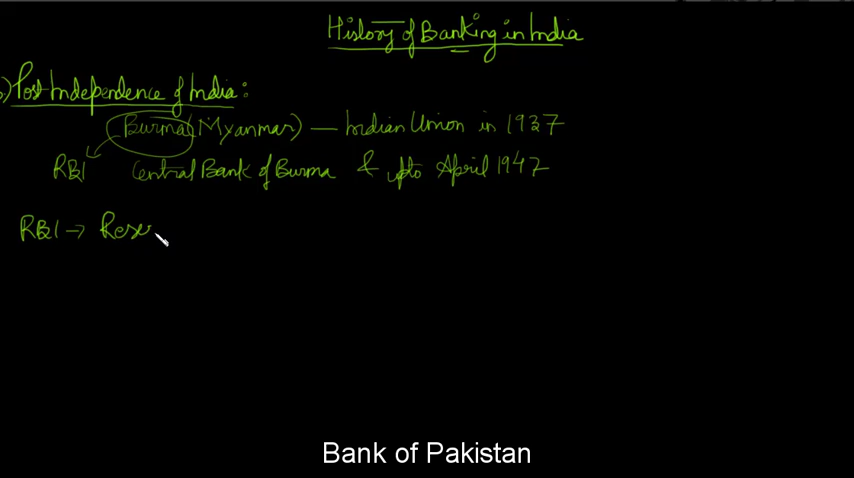 History of Banking in India
.) Post Independence of India :
Burma (Myanmar) — Indian Union in 1937
RBI Central Bank of Burma & upto April 1947
RBI → Rese
Bank of Pakistan